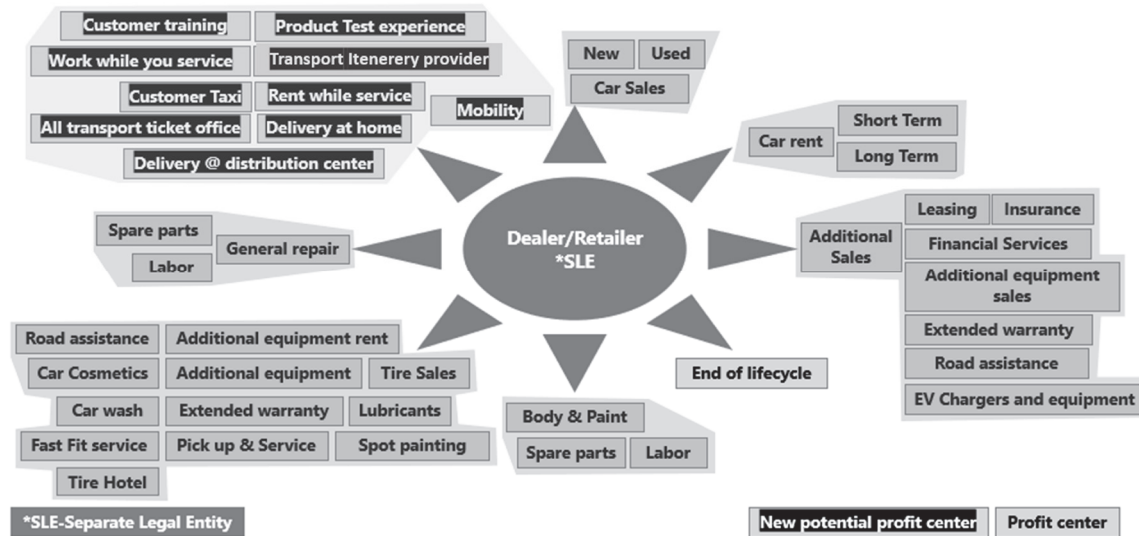 Customer training
Product Test experience
Work while you service
Transport Itenerery provider
Customer Taxi
Rent while service
Mobility
All transport ticket office
Delivery at home
Delivery @ distribution center
New
Used
Car Sales
Car rent
Short Term
Long Term
Spare parts
Labor
General repair
Dealer/Retailer
*SLE
Additional
Sales
Leasing
Insurance
Financial Services
Additional equipment
sales
Extended warranty
Road assistance
EV Chargers and equipment
Road assistance
Additional equipment rent
Car Cosmetics
Additional equipment
Tire Sales
Car wash
Extended warranty
Lubricants
Fast Fit service
Pick up & Service
Spot painting
Tire Hotel
Body & Paint
Spare parts
Labor
End of lifecycle
*SLE-Separate Legal Entity
New potential profit center
Profit center